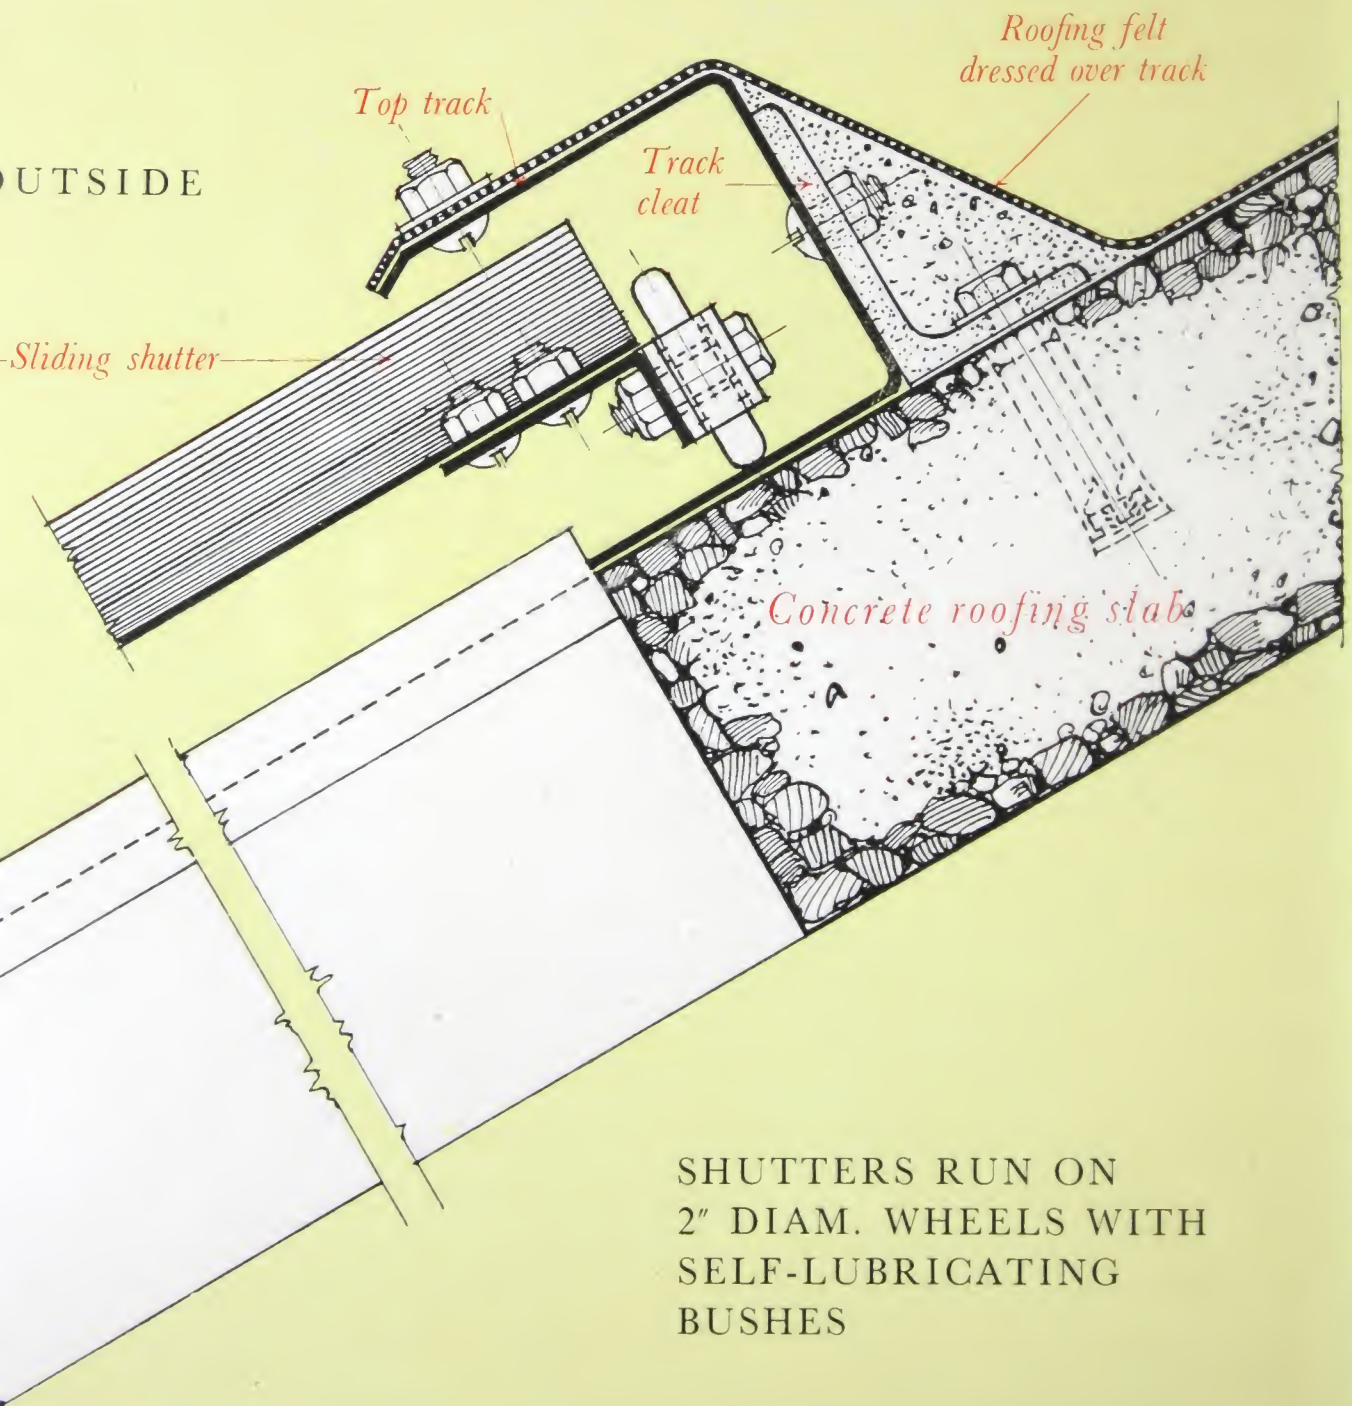 Roofing felt
dressed over track
Top track
Track
cleat
OUTSIDE
Sliding shutter
Concrete roofing slab
SHUTTERS RUN ON
2" DIAM. WHEELS WITH
SELF-LUBRICATING
BUSHES